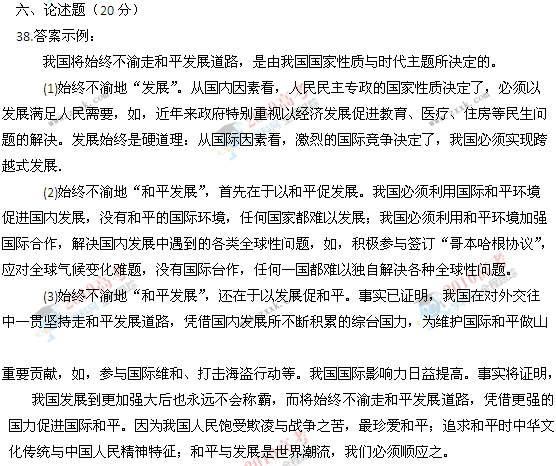 六、论述题（20 分）
38.答案示例：
我国将始终不渝走和平发展道路，是由我国国家性质与时代主题所决定的。
(1)始终不渝地“发展”。从国内因素看，人民民主专政的国家性质决定了，必须以
发展满足人民需要，如，近年来政府特别重视以经济发展促进教育、医疗、住房等民生问
题的解决。发展始终是硬道理：从国际因素看，激烈的国际竞争决定了，我国必须实现跨
越式发展.
(2)始终不渝地“和平发展”，首先在于以和平促发展。我国必须利用国际和平环境
促进国内发展，没有和平的国际环境，任何国家都难以发展；我国必须利用和平环境加强
国际合作，解决国内发展中遇到的各类全球性问题，如，积极参与签订“哥本哈根协议”，
应对全球气候变化难题，没有国际台作，任何一国都难以独自解决各种全球性问题。
(3)始终不渝地“和平发展”，还在于以发展促和平。事实已证明，我国在对外交往
中一贯坚持走和平发展道路，凭借国内发展所不断积累的综台国力，为维护国际和平做山
重要贡献，如，参与国际维和、打击海盗行动等。我国国际影响力日益提高。事实将证明，
我国发展到更加强大后也永远不会称霸，而将始终不渝走和平发展道路，凭借更强的
国力促进国际和平。因为我国人民饱受欺凌与战争之苦，最珍爱和平；追求和平时中华文
化传统与中国人民精神特征；和平与发展是世界潮流，我们必须顺应之。